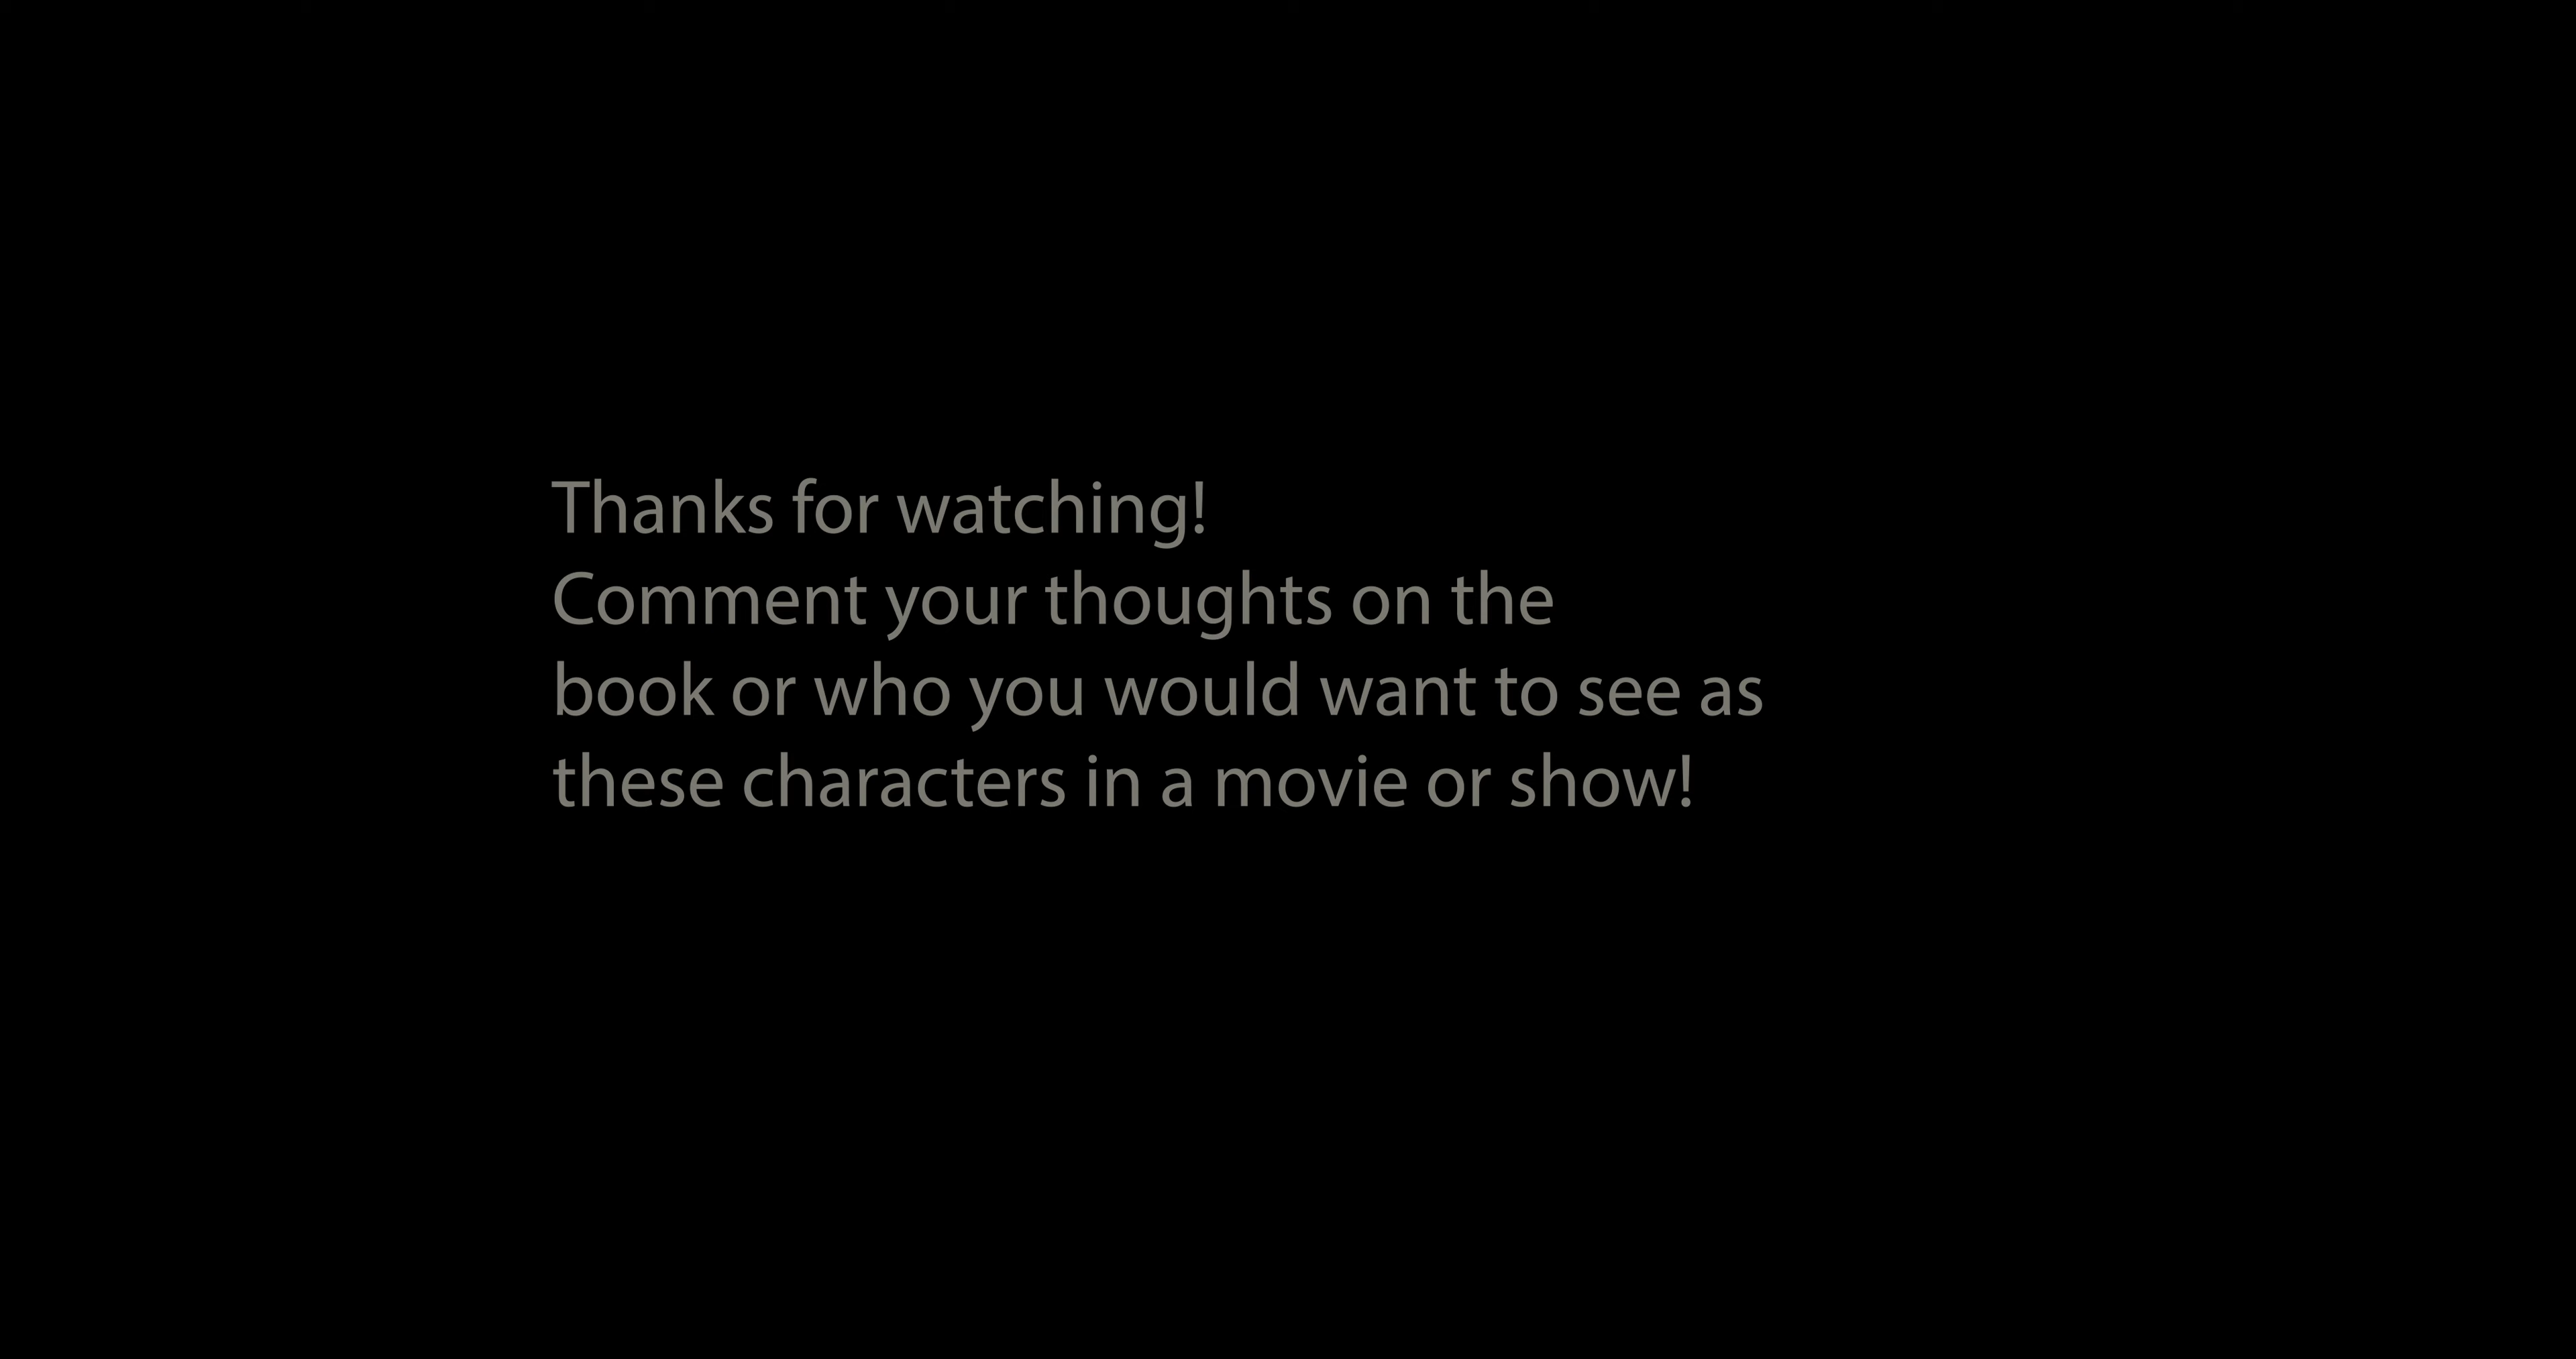 Thanks for watching!
Comment your thoughts on the
book or who you would want to see as
these characters in a movie or show!